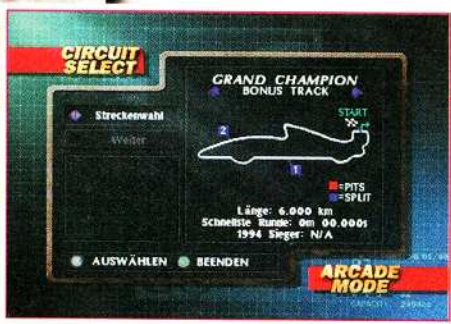 CIRCUIT
SELECT
GRAND CHAMPION
BONUS TRACK
START
Streckenwahl
Weiter
2
1
=PITS
=SPLIT
Länge: 6.000 km
Schnellste Runde: 0m 00.000s
1994 Sieger: N/A
AUSWÄHLEN
BEENDEN
ARCADE
MODE